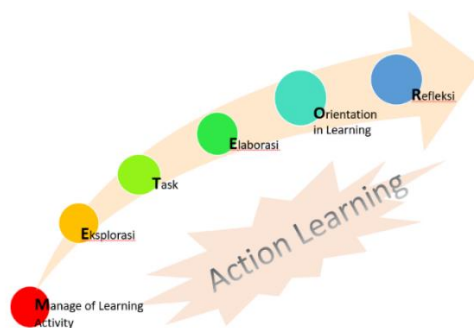 Refleksi
Orientation
in Learning
Elaborasi
Task
Eksplorasi
Manage of Learning
Activity
Action Learning